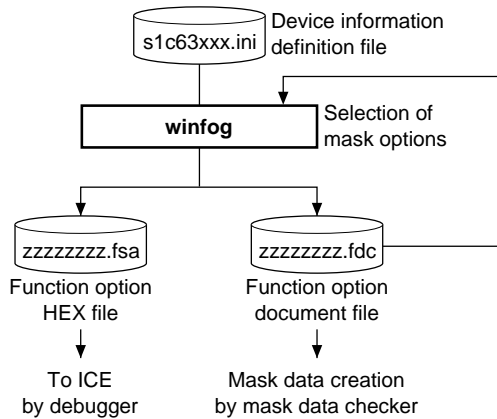 s1c63xxx.ini
Device information
definition file
winfog
Selection of
mask options
zzzzzzzz.fsa
zzzzzzzz.fdc
Function option
HEX file
Function option
document file
To ICE
by debugger
Mask data creation
by mask data checker